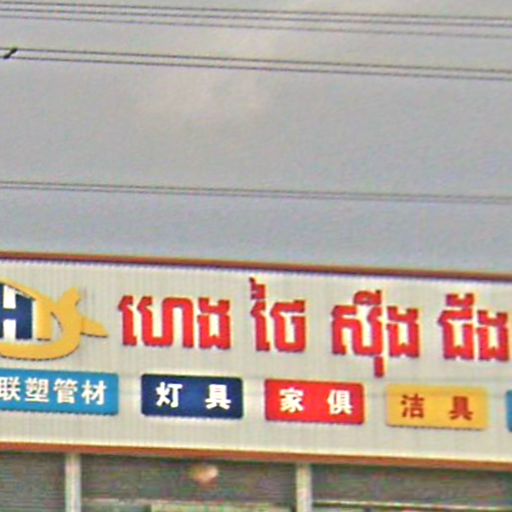 ហេង ថៃ ស៊ីង ជ័ង
联塑管材 灯具 家俱 洁具